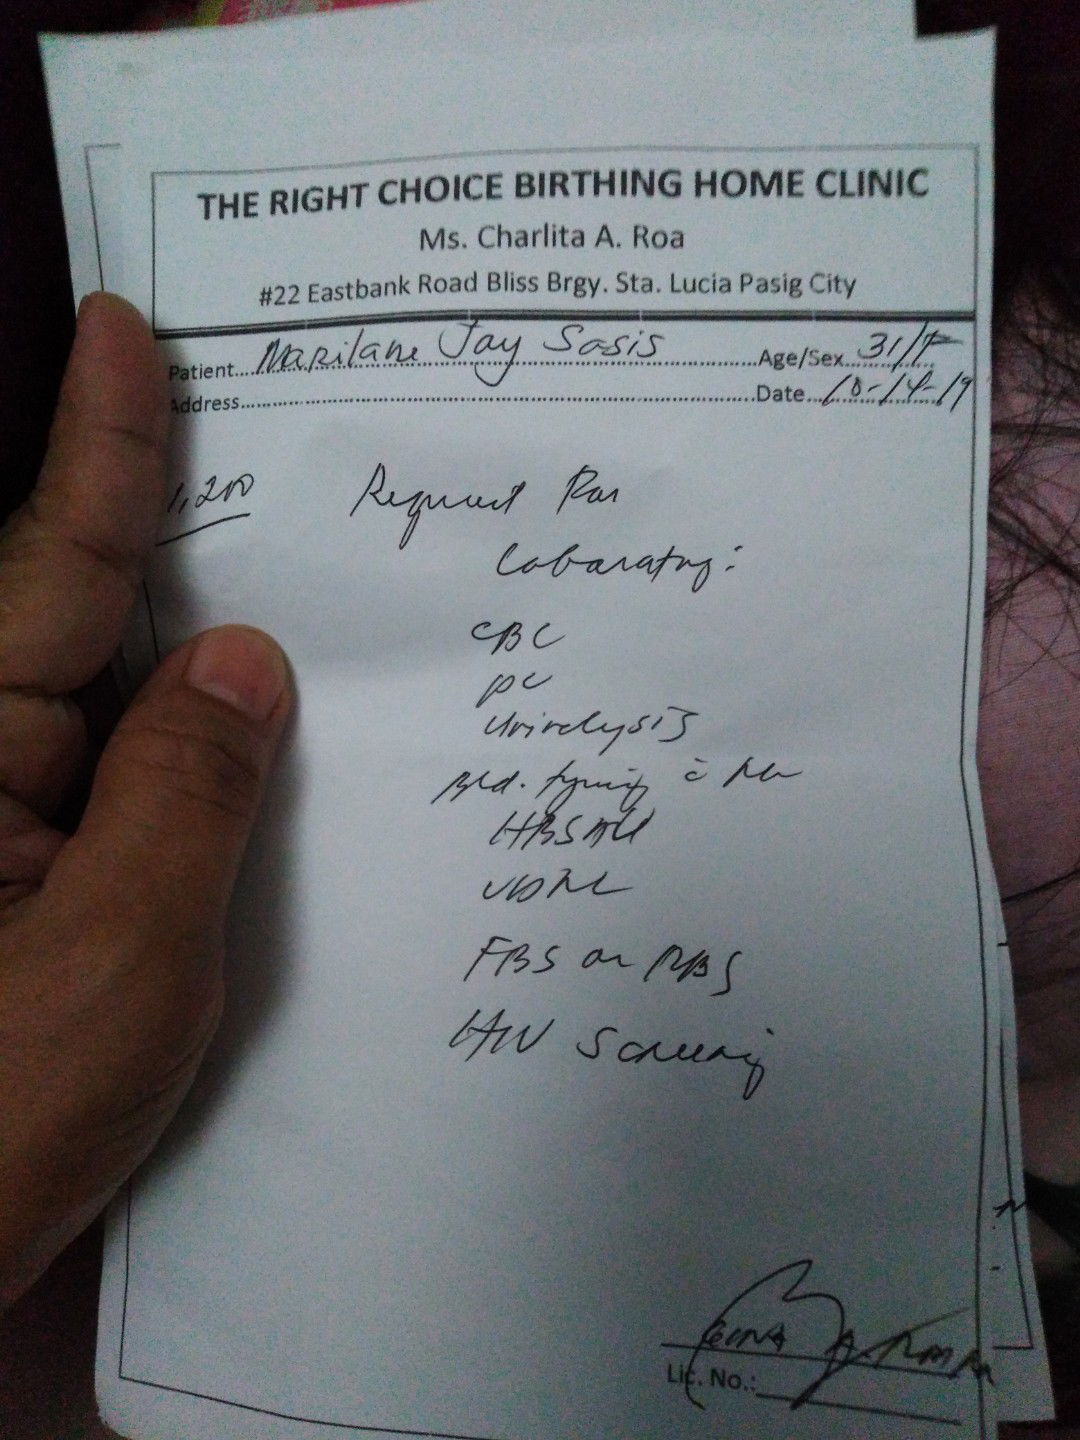 THE RIGHT CHOICE BIRTHING HOME CLINIC
Ms. Charlita A. Roa
#22 Eastbank Road Bliss Brgy. Sta. Lucia Pasig City
Patient...Marilane Joy Sosis...Age/Sex...31/F
Address...Date...10-14-19
1,200 Request For
Laboratory:
CBC
PC
Urinalysis
Bld. typing c̄ RH
HBSAG
VDRL
FBS or RBS
HIV Screening
Lic. No.: